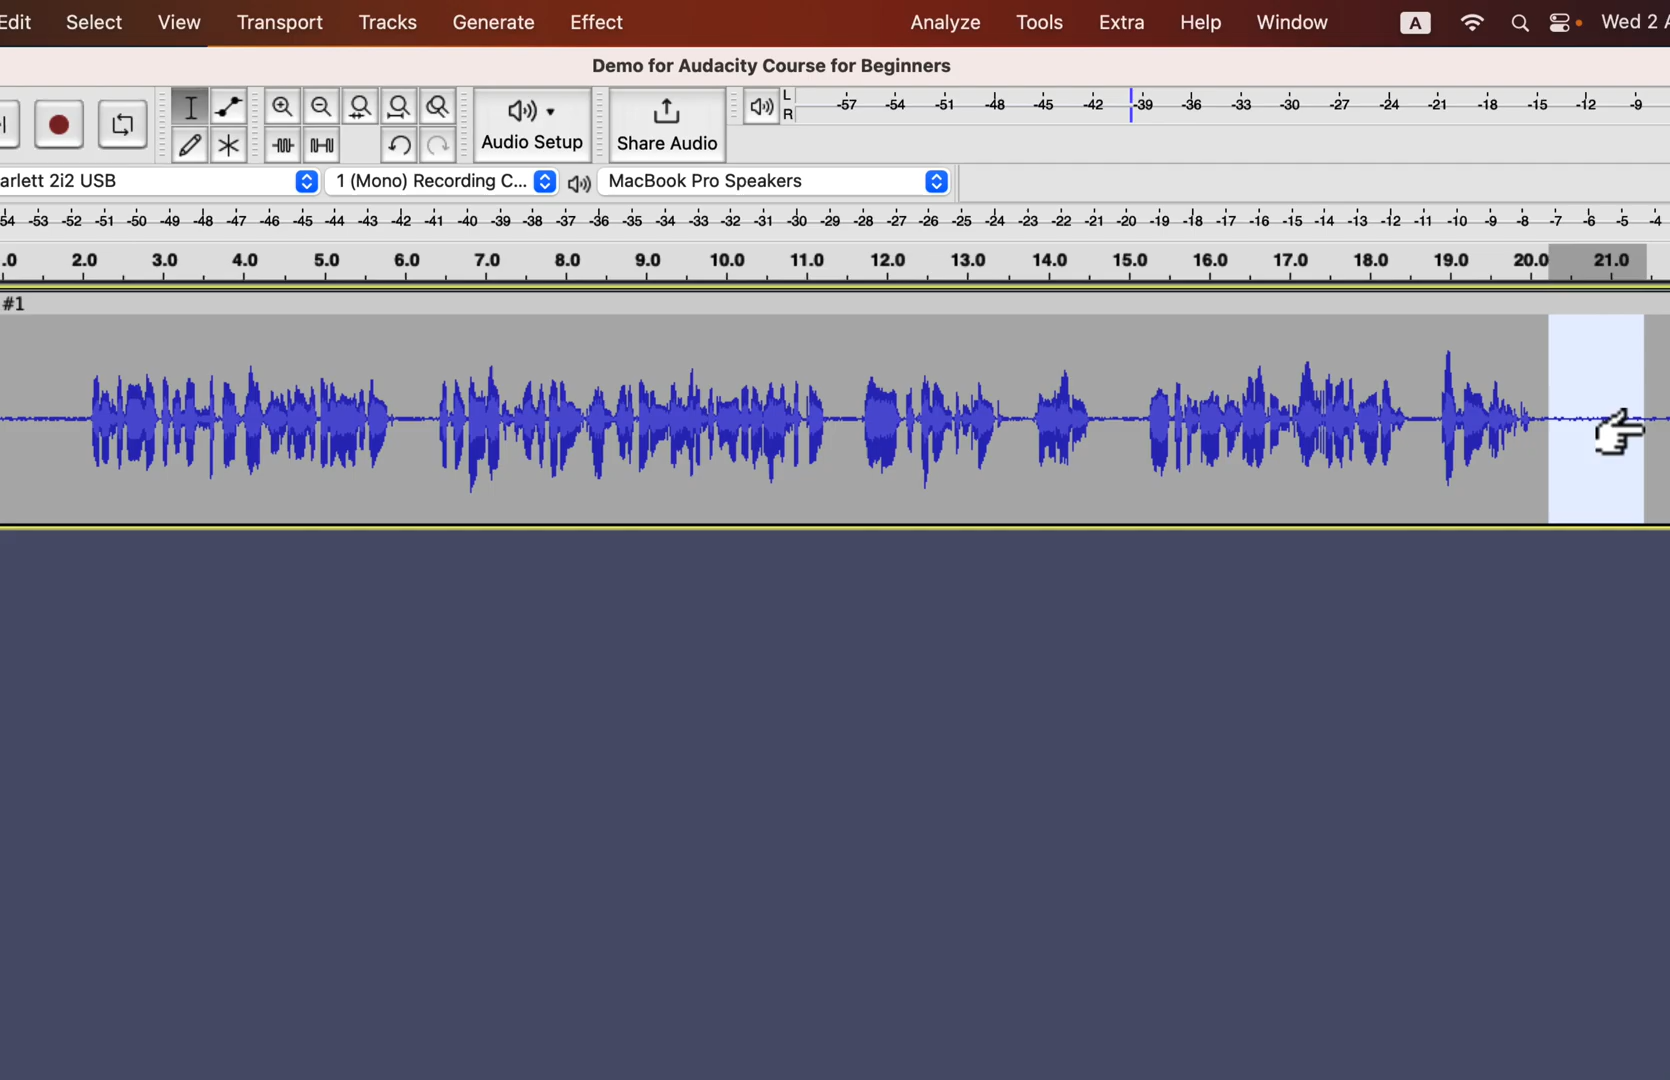 Edit Select View Transport Tracks Generate Effect Analyze Tools Extra Help Window A Wed 2 A
Demo for Audacity Course for Beginners
L
R
-57 -54 -51 -48 -45 -42 -39 -36 -33 -30 -27 -24 -21 -18 -15 -12 -9
Audio Setup Share Audio
arlett 2i2 USB 1 (Mono) Recording C... MacBook Pro Speakers
54 -53 -52 -51 -50 -49 -48 -47 -46 -45 -44 -43 -42 -41 -40 -39 -38 -37 -36 -35 -34 -33 -32 -31 -30 -29 -28 -27 -26 -25 -24 -23 -22 -21 -20 -19 -18 -17 -16 -15 -14 -13 -12 -11 -10 -9 -8 -7 -6 -5 -4
.0 2.0 3.0 4.0 5.0 6.0 7.0 8.0 9.0 10.0 11.0 12.0 13.0 14.0 15.0 16.0 17.0 18.0 19.0 20.0 21.0
#1